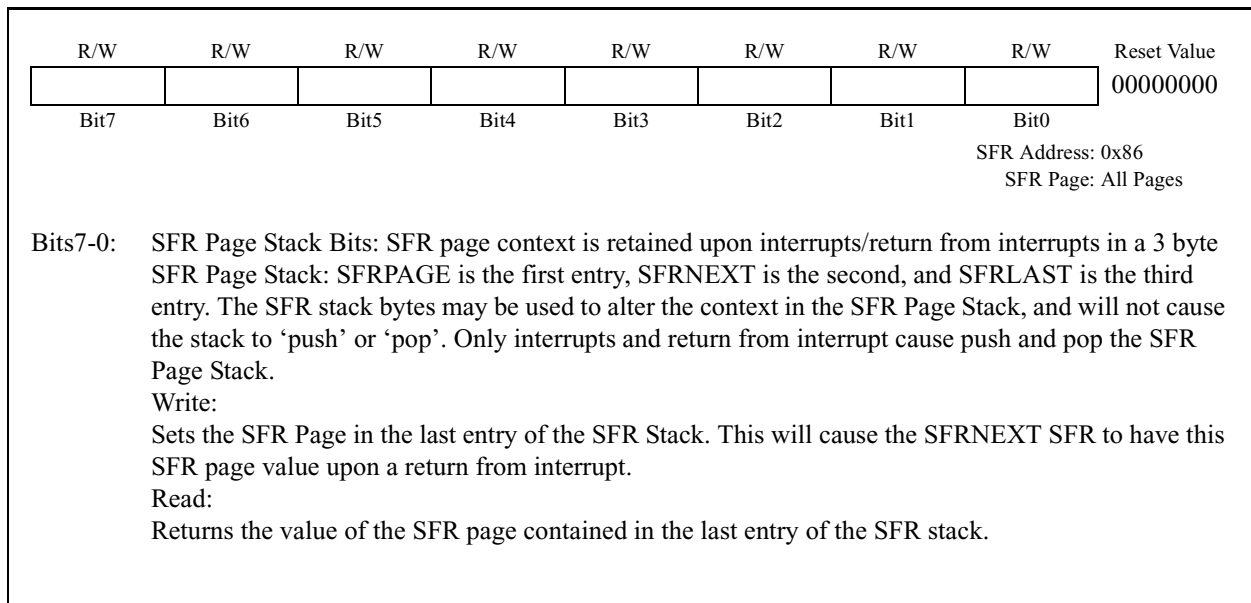 R/W R/W R/W R/W R/W R/W R/W R/W Reset Value
00000000
Bit7 Bit6 Bit5 Bit4 Bit3 Bit2 Bit1 Bit0
SFR Address: 0x86
SFR Page: All Pages
Bits7-0: SFR Page Stack Bits: SFR page context is retained upon interrupts/return from interrupts in a 3 byte
SFR Page Stack: SFRPAGE is the first entry, SFRNEXT is the second, and SFRLAST is the third
entry. The SFR stack bytes may be used to alter the context in the SFR Page Stack, and will not cause
the stack to ‘push’ or ‘pop’. Only interrupts and return from interrupt cause push and pop the SFR
Page Stack.
Write:
Sets the SFR Page in the last entry of the SFR Stack. This will cause the SFRNEXT SFR to have this
SFR page value upon a return from interrupt.
Read:
Returns the value of the SFR page contained in the last entry of the SFR stack.